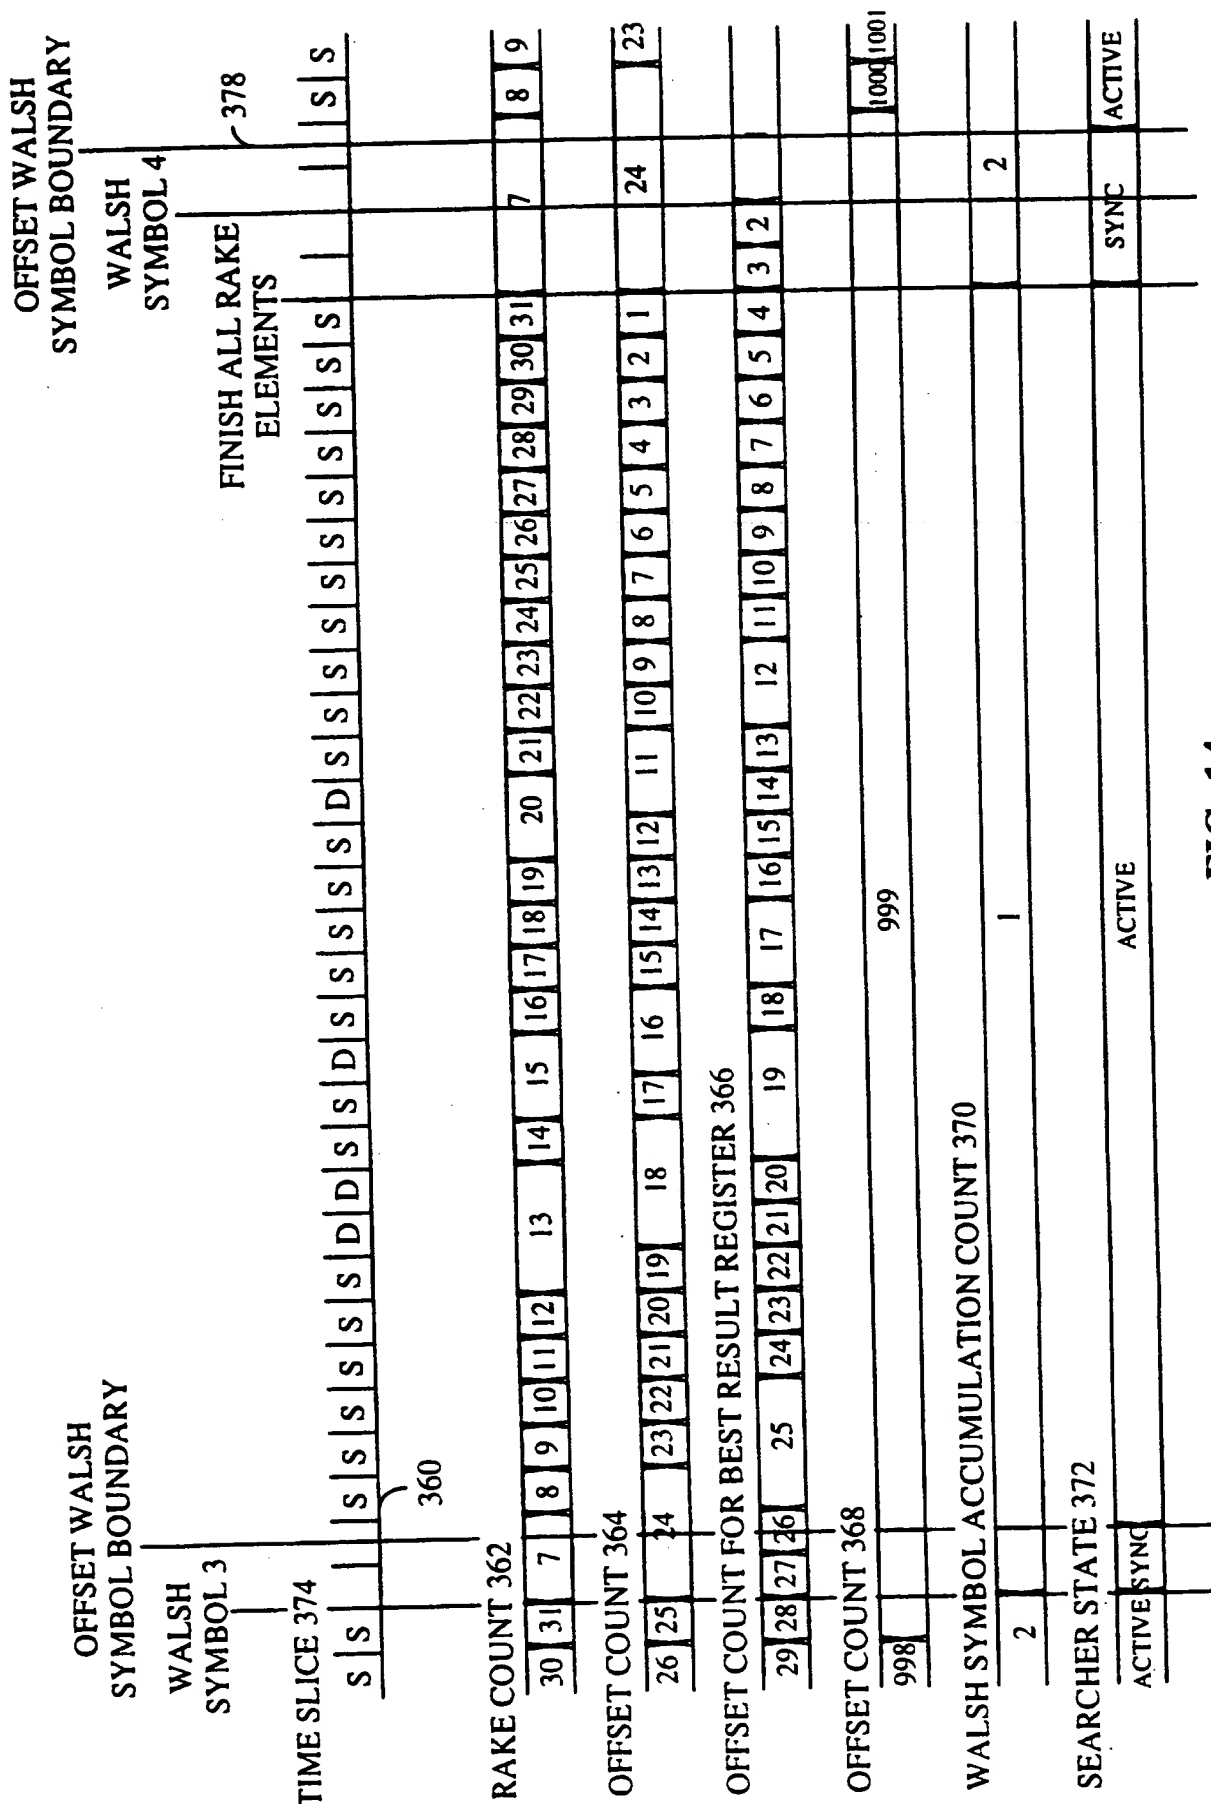 OFFSET WALSH
SYMBOL BOUNDARY
WALSH
SYMBOL 3
OFFSET WALSH
SYMBOL BOUNDARY
WALSH
SYMBOL 4
378
FINISH ALL RAKE
ELEMENTS
TIME SLICE 374
S S S S S S S S D D S S D S S S S S D S S S S S S S S S S S S S
360
RAKE COUNT 362
30 31 7 8 9 10 11 12 13 14 15 16 17 18 19 20 21 22 23 24 25 26 27 28 29 30 31 7 8 9
OFFSET COUNT 364
26 25 24 23 22 21 20 19 18 17 16 15 14 13 12 11 10 9 8 7 6 5 4 3 2 1 24 23
OFFSET COUNT FOR BEST RESULT REGISTER 366
29 28 27 26 25 24 23 22 21 20 19 18 17 16 15 14 13 12 11 10 9 8 7 6 5 4 3 2
OFFSET COUNT 368
998 999 1000 1001
WALSH SYMBOL ACCUMULATION COUNT 370
2 1 2
SEARCHER STATE 372
ACTIVE SYNC ACTIVE SYNC ACTIVE